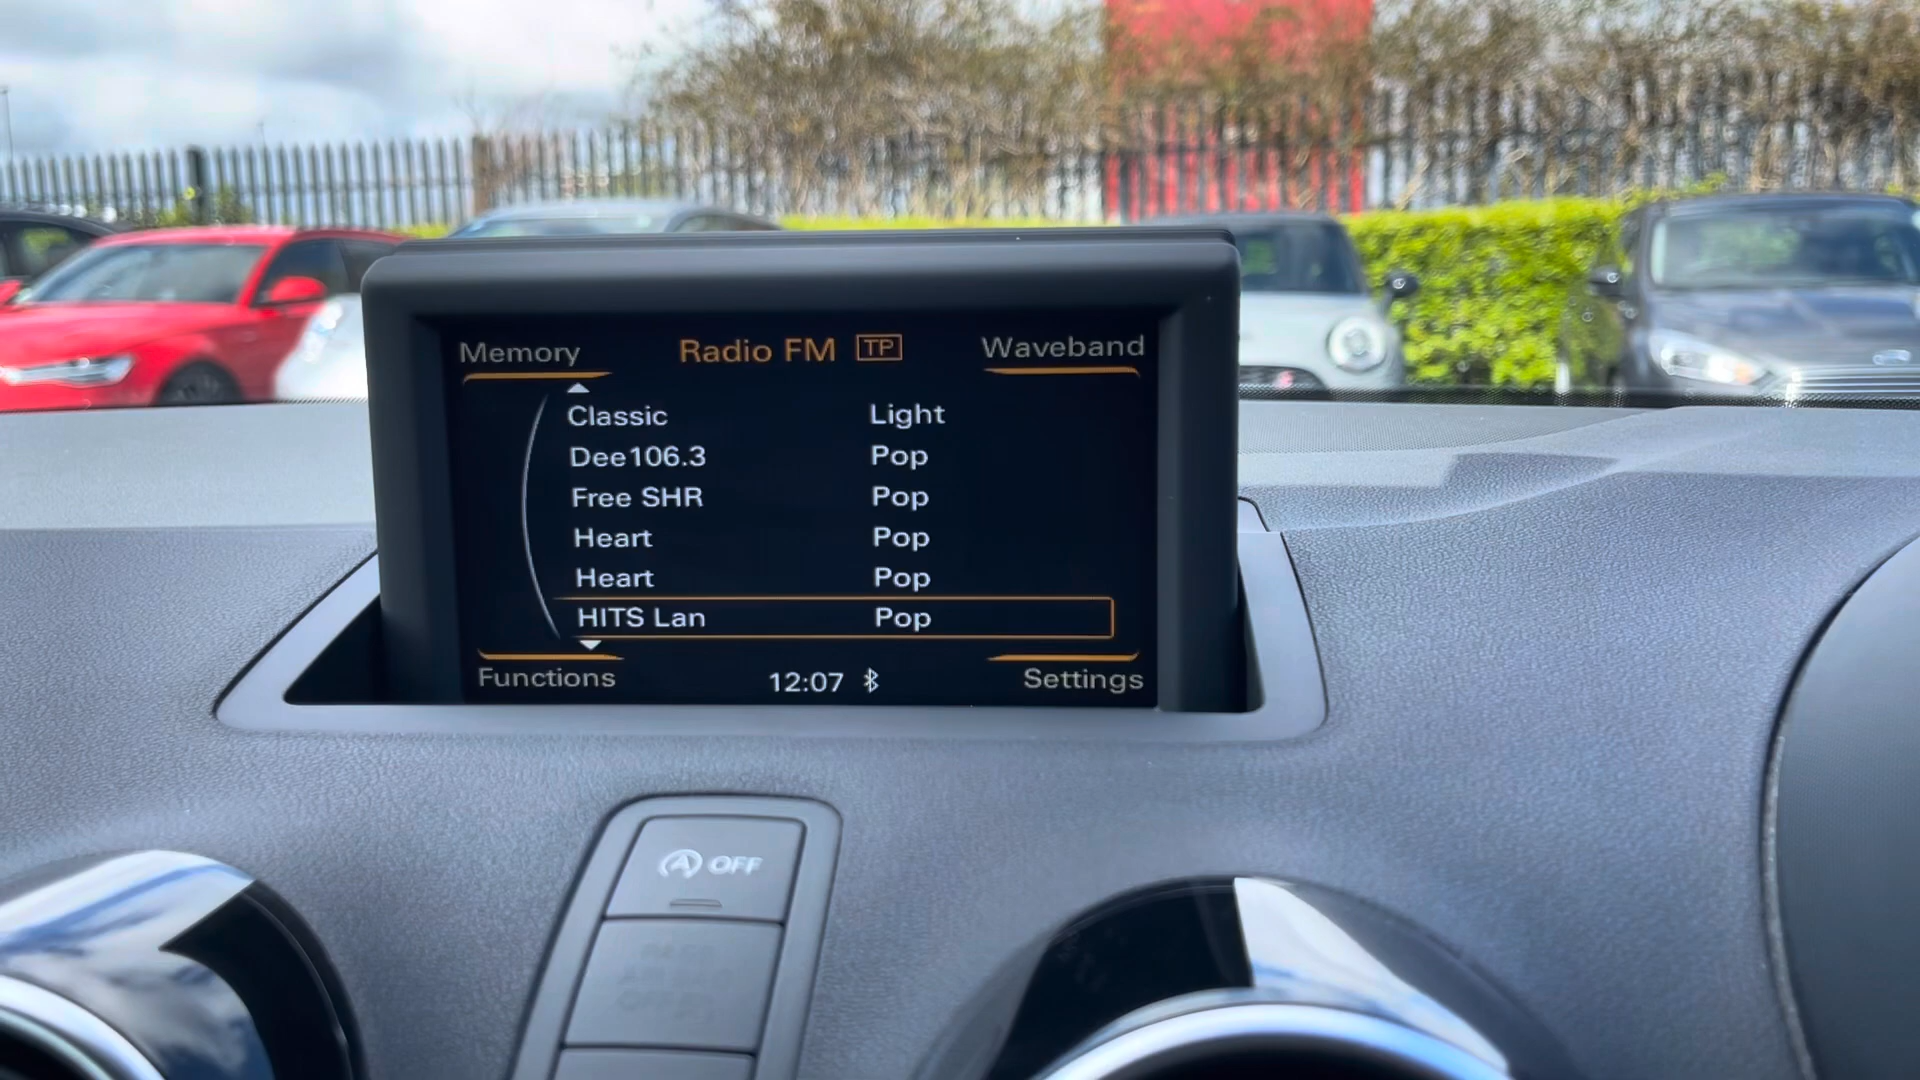 Memory Radio FM TP Waveband
Classic Light
Dee106.3 Pop
Free SHR Pop
Heart Pop
Heart Pop
HITS Lan Pop
Functions 12:07 Settings
A OFF